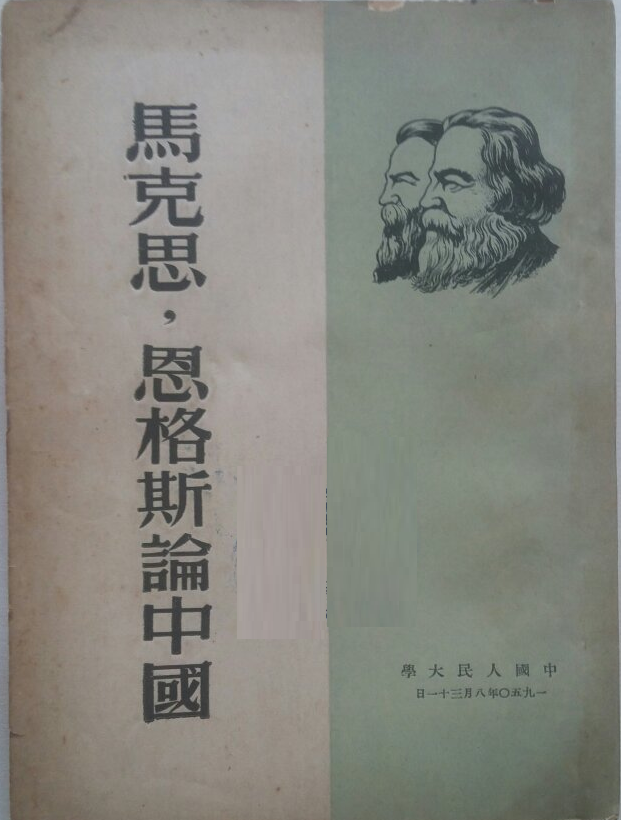 馬克思，恩格斯論中國
中國人民大學
一九五〇年八月三十一日